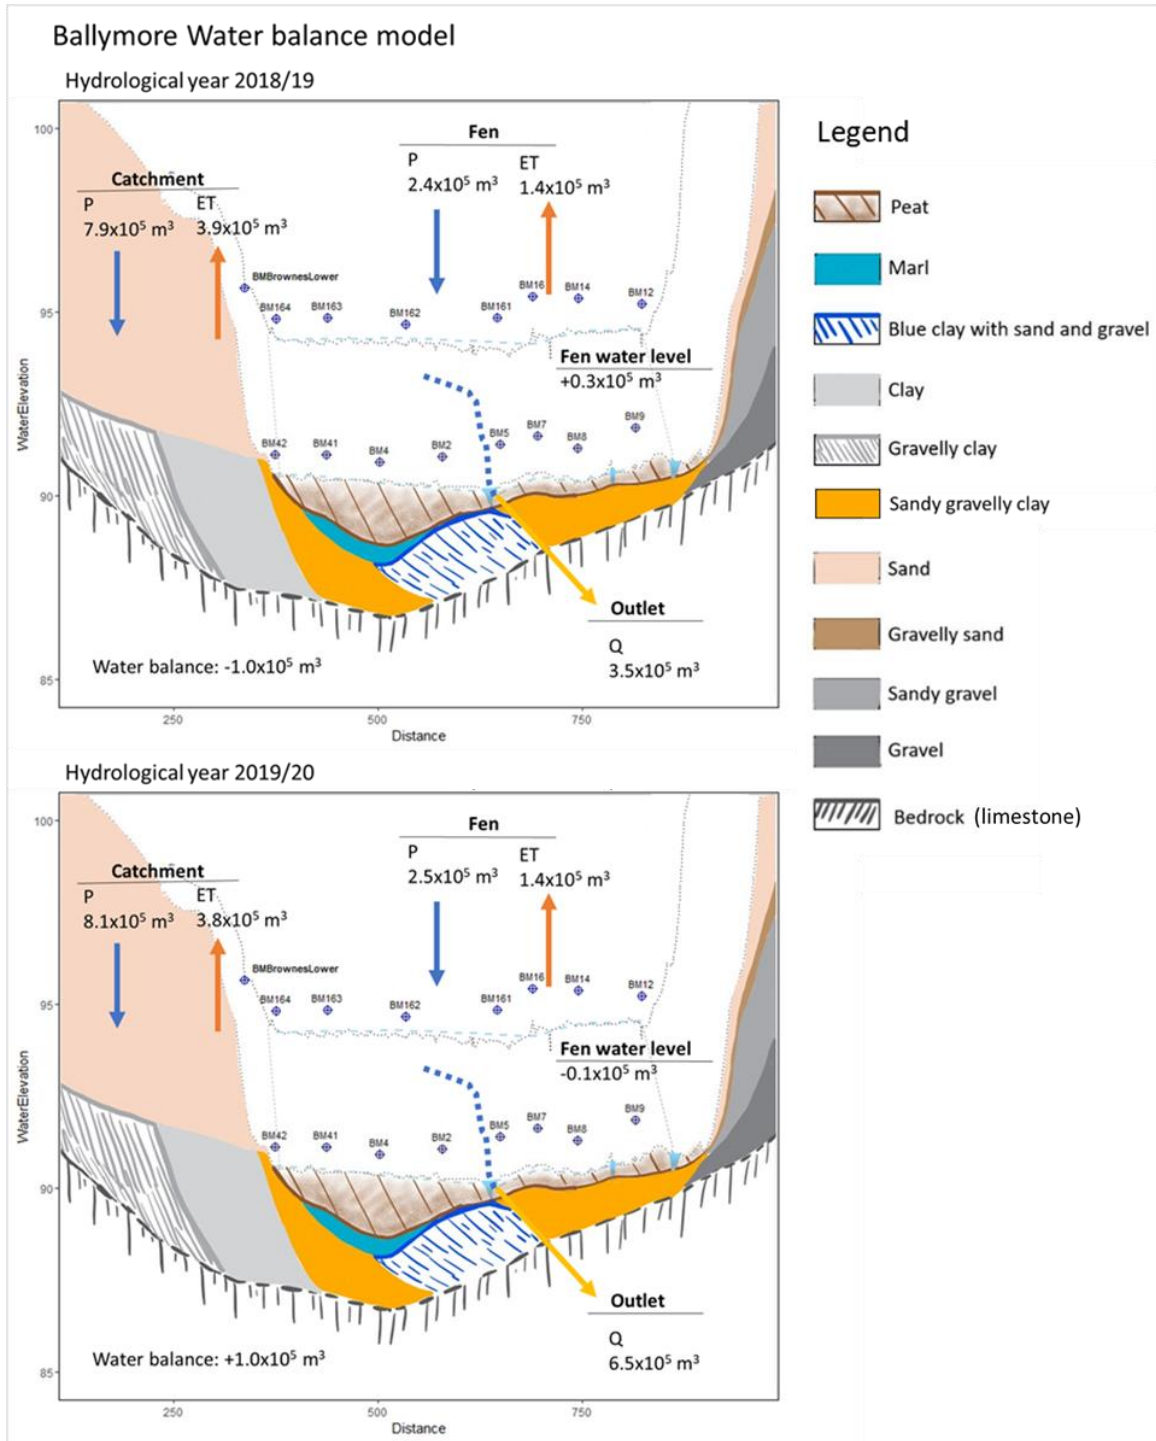 Ballymore Water balance model
Hydrological year 2018/19
100
95
90
85
WaterElevation
250
500
750
Distance
Catchment
P
7.9x10⁵ m³
ET
3.9x10⁵ m³
Fen
P
2.4x10⁵ m³
ET
1.4x10⁵ m³
BMBrownesLower
BM164
BM163
BM162
BM161
BM16
BM14
BM12
Fen water level
+0.3x10⁵ m³
BM42
BM41
BM4
BM2
BM5
BM7
BM8
BM9
Outlet
Q
3.5x10⁵ m³
Water balance: -1.0x10⁵ m³
Legend
Peat
Marl
Blue clay with sand and gravel
Clay
Gravelly clay
Sandy gravelly clay
Sand
Gravelly sand
Sandy gravel
Gravel
Bedrock (limestone)
Hydrological year 2019/20
100
95
90
85
WaterElevation
250
500
750
Distance
Catchment
P
8.1x10⁵ m³
ET
3.8x10⁵ m³
Fen
P
2.5x10⁵ m³
ET
1.4x10⁵ m³
BMBrownesLower
BM164
BM163
BM162
BM161
BM16
BM14
BM12
Fen water level
-0.1x10⁵ m³
BM42
BM41
BM4
BM2
BM5
BM7
BM8
BM9
Outlet
Q
6.5x10⁵ m³
Water balance: +1.0x10⁵ m³